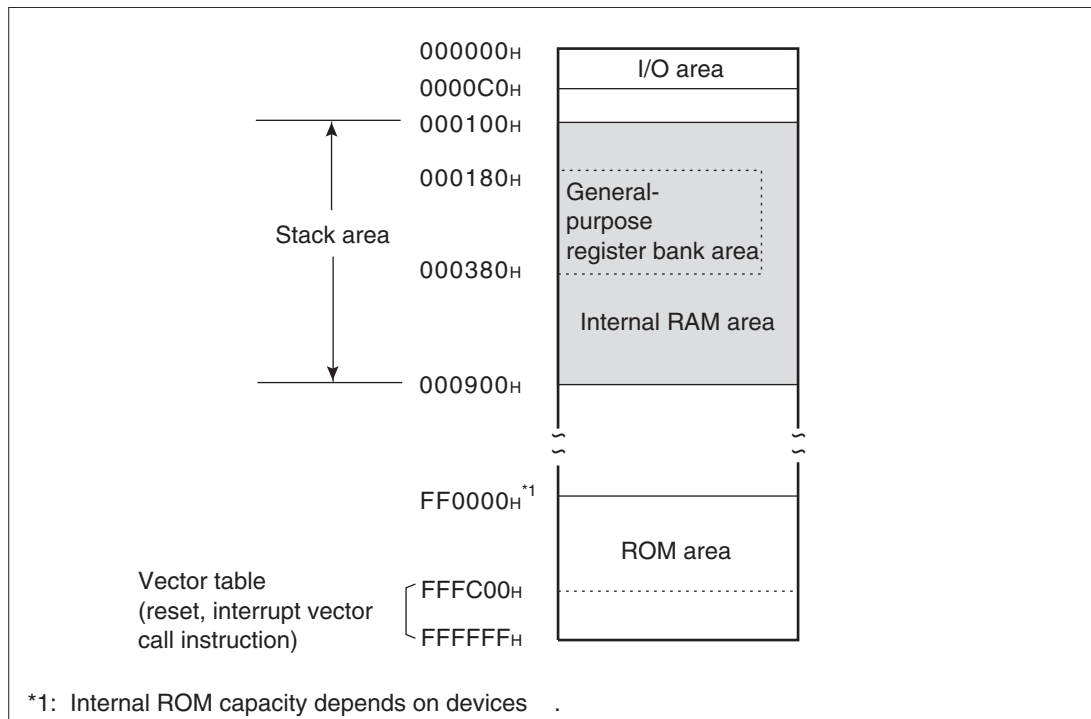 000000H
I/O area
0000C0H
000100H
000180H
General-
purpose
register bank area
Stack area
000380H
Internal RAM area
000900H
FF0000H*1
ROM area
Vector table
(reset, interrupt vector
call instruction)
FFFC00H
FFFFFFH
*1: Internal ROM capacity depends on devices .